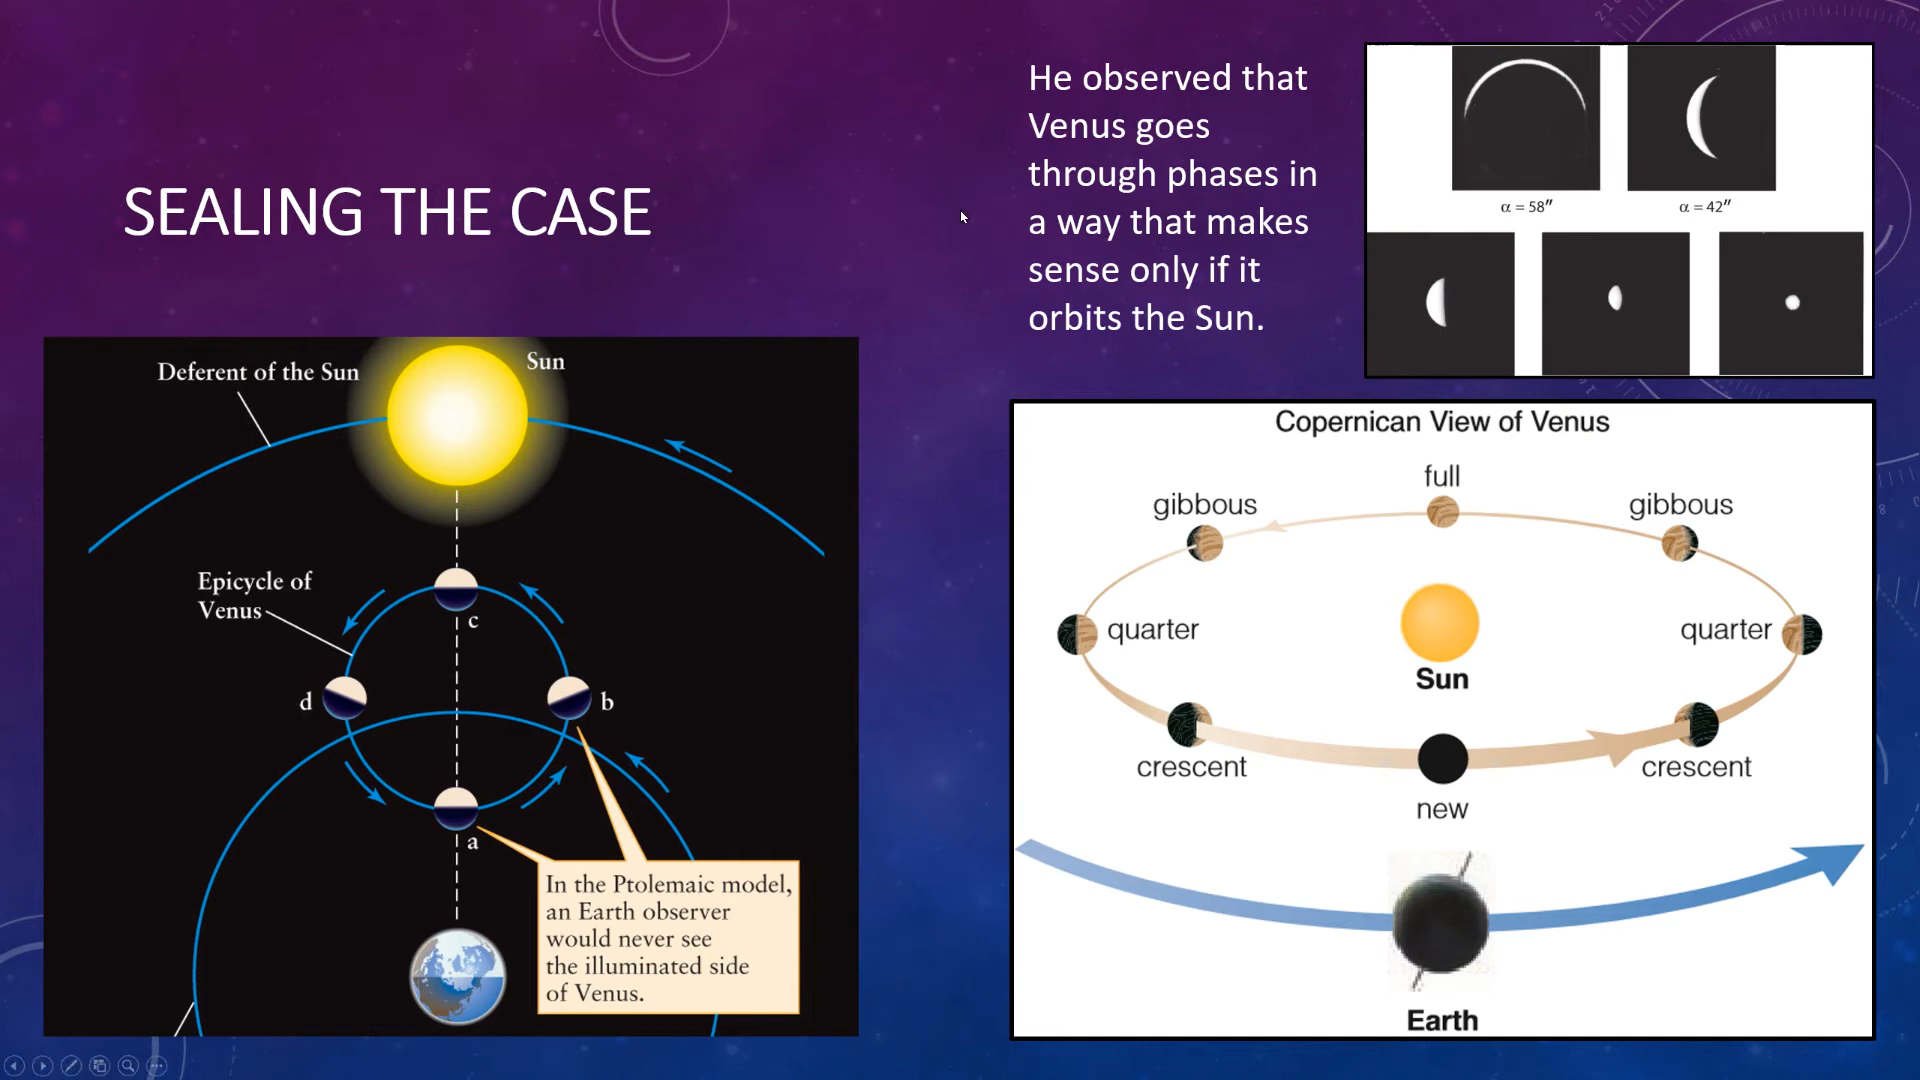 SEALING THE CASE
He observed that
Venus goes
through phases in
a way that makes
sense only if it
orbits the Sun.
α = 58″
α = 42″
Deferent of the Sun
Sun
Epicycle of
Venus
c
d
b
a
In the Ptolemaic model,
an Earth observer
would never see
the illuminated side
of Venus.
Copernican View of Venus
full
gibbous
gibbous
quarter
quarter
Sun
crescent
crescent
new
Earth